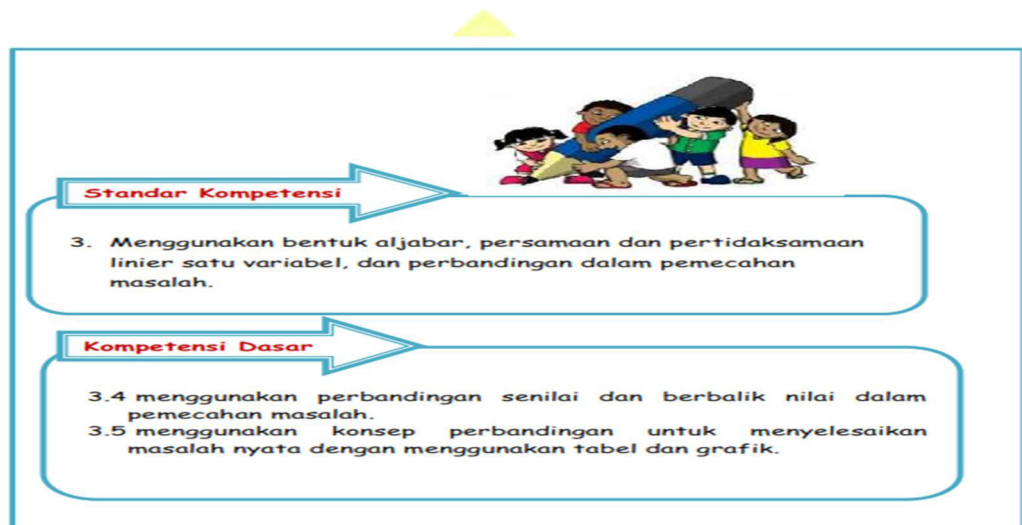 Standar Kompetensi
3. Menggunakan bentuk aljabar, persamaan dan pertidaksamaan
linier satu variabel, dan perbandingan dalam pemecahan
masalah.
Kompetensi Dasar
3.4 menggunakan perbandingan senilai dan berbalik nilai dalam
pemecahan masalah.
3.5 menggunakan konsep perbandingan untuk menyelesaikan
masalah nyata dengan menggunakan tabel dan grafik.